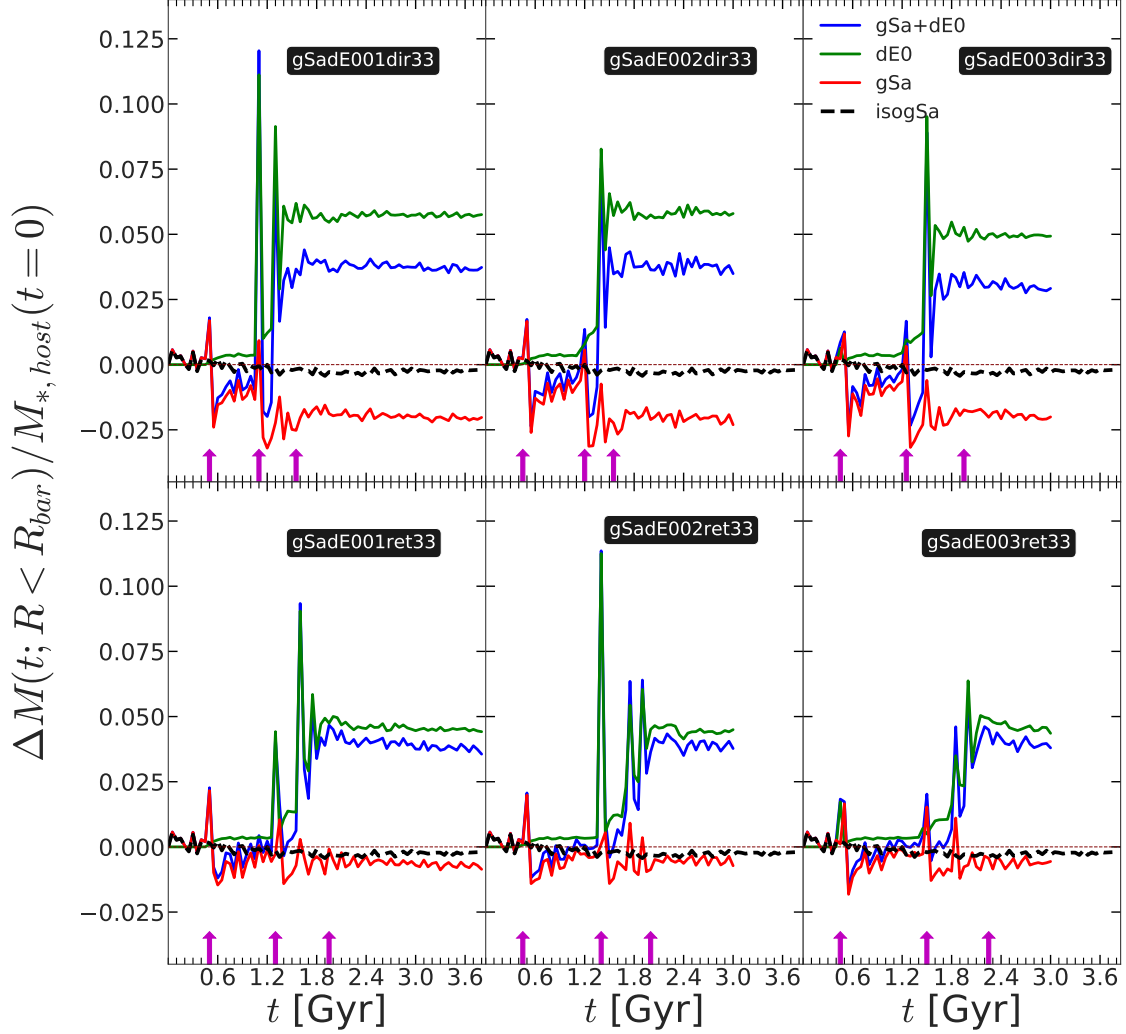 ΔM(t; R < R_{bar})/M_{*, host}(t = 0)
gSadE001dir33
gSadE002dir33
gSadE003dir33
gSa+dE0
dE0
gSa
isogSa
0.125
0.100
0.075
0.050
0.025
0.000
−0.025
gSadE001ret33
gSadE002ret33
gSadE003ret33
0.125
0.100
0.075
0.050
0.025
0.000
−0.025
0.6 1.2 1.8 2.4 3.0 3.6
0.6 1.2 1.8 2.4 3.0 3.6
0.6 1.2 1.8 2.4 3.0 3.6
t [Gyr]
t [Gyr]
t [Gyr]